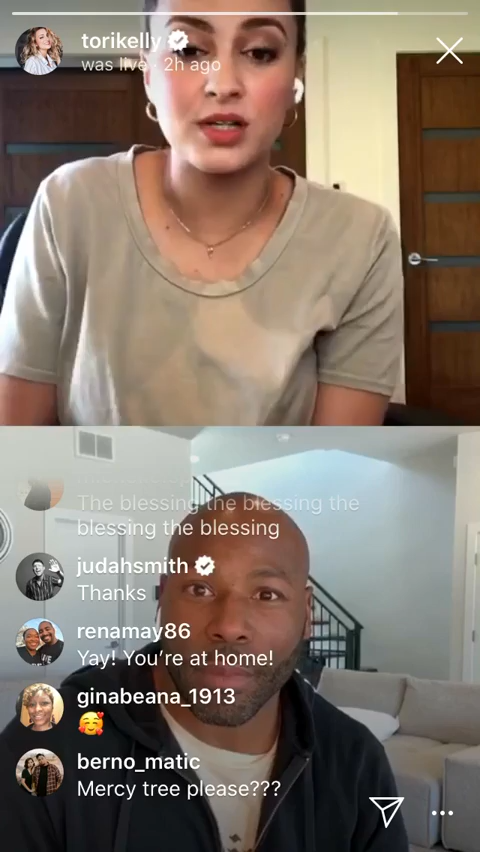 torikelly
was live · 2h ago
The blessing the blessing the
blessing the blessing
judahsmith
Thanks
renamay86
Yay! You’re at home!
ginabeana_1913
🥰
berno_matic
Mercy tree please???